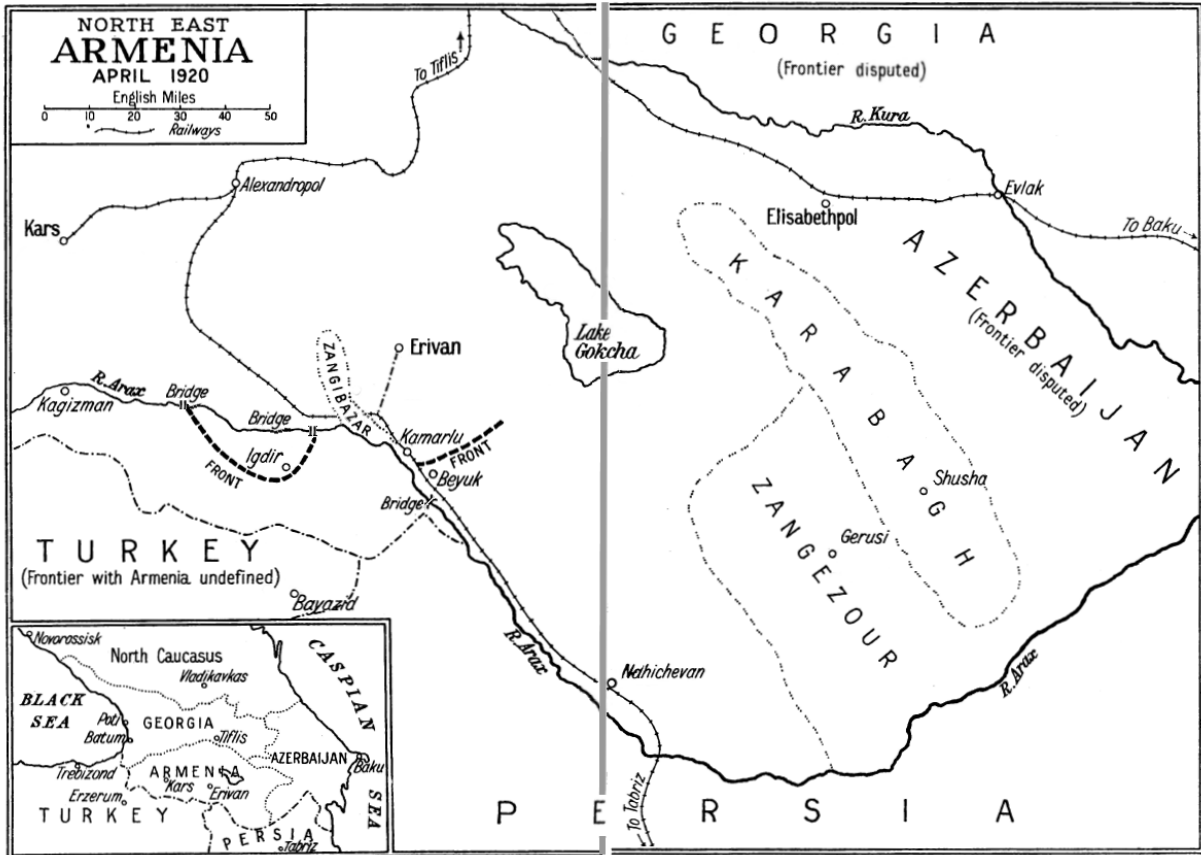 NORTH EAST
ARMENIA
APRIL 1920
English Miles
0 10 20 30 40 50
Railways
To Tiflis
GEORGIA
(Frontier disputed)
R. Kura
Alexandropol
Kars
Evlak
Elisabethpol
To Baku
AZERBAIJAN
(Frontier disputed)
KARABAGH
Lake
Gokcha
Erivan
ZANGIBAZAR
R. Arax
Bridge
Kagizman
Bridge
Kamarlu
Igdir
FRONT
FRONT
Beyuk
Bridge
Shusha
ZANGEZOUR
Gerusi
TURKEY
(Frontier with Armenia undefined)
Bayazid
R. Arax
R. Arax
Nahichevan
To Tabriz
PERSIA
Novorossisk
North Caucasus
Vladikavkas
CASPIAN
SEA
BLACK
SEA
Poti
GEORGIA
Batum
Tiflis
AZERBAIJAN
Baku
Trebizond
ARMENIA
Kars
Erivan
Erzerum
TURKEY
PERSIA
Tabriz